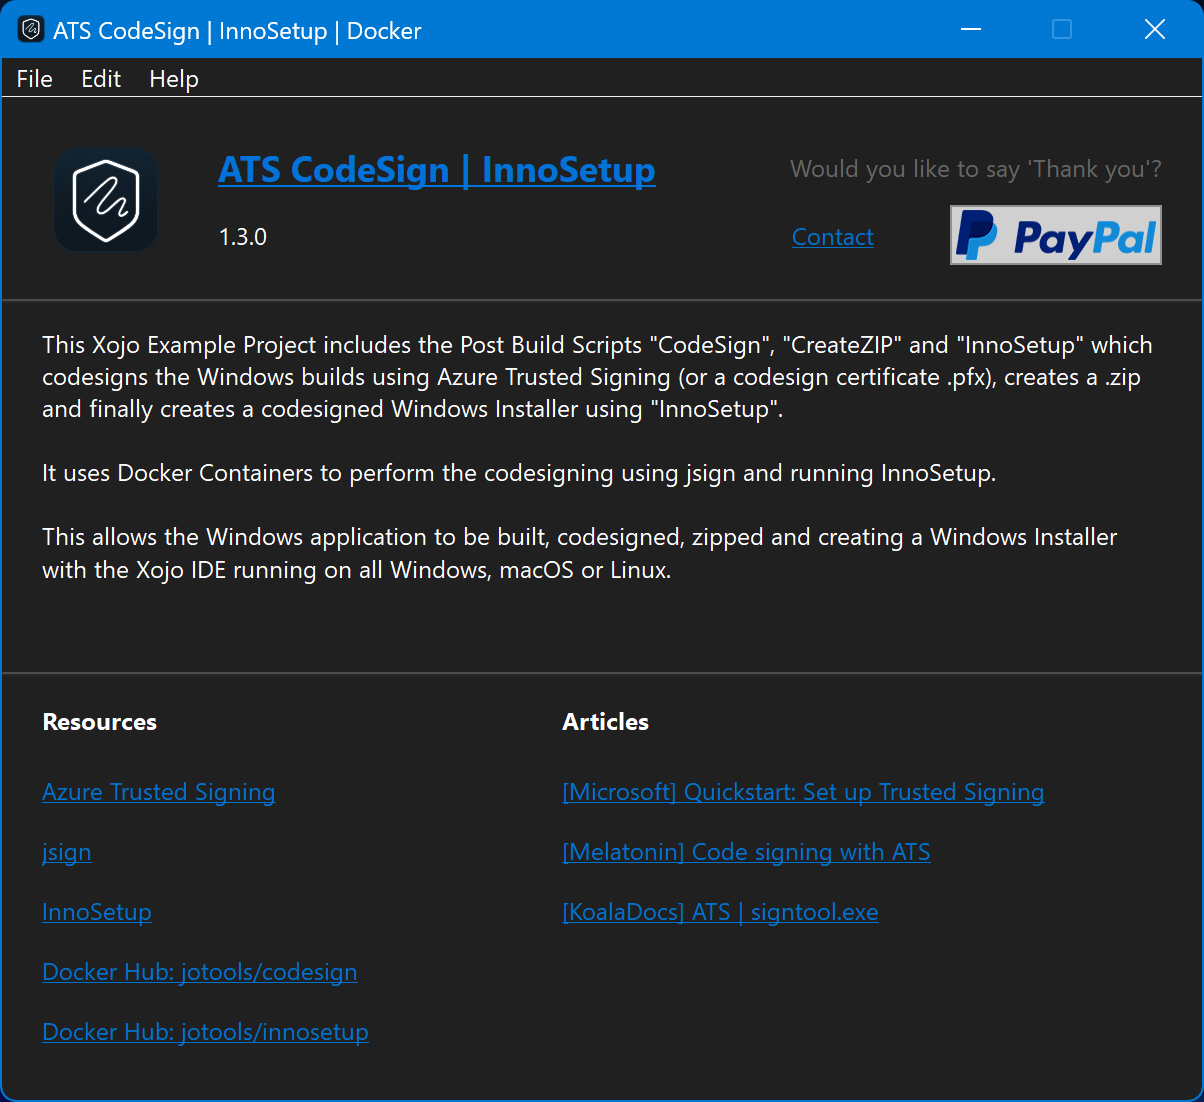 ATS CodeSign | InnoSetup | Docker
File Edit Help
ATS CodeSign | InnoSetup
Would you like to say 'Thank you'?
1.3.0
Contact
PayPal
This Xojo Example Project includes the Post Build Scripts "CodeSign", "CreateZIP" and "InnoSetup" which
codesigns the Windows builds using Azure Trusted Signing (or a codesign certificate .pfx), creates a .zip
and finally creates a codesigned Windows Installer using "InnoSetup".
It uses Docker Containers to perform the codesigning using jsign and running InnoSetup.
This allows the Windows application to be built, codesigned, zipped and creating a Windows Installer
with the Xojo IDE running on all Windows, macOS or Linux.
Resources
Azure Trusted Signing
jsign
InnoSetup
Docker Hub: jotools/codesign
Docker Hub: jotools/innosetup
Articles
[Microsoft] Quickstart: Set up Trusted Signing
[Melatonin] Code signing with ATS
[KoalaDocs] ATS | signtool.exe